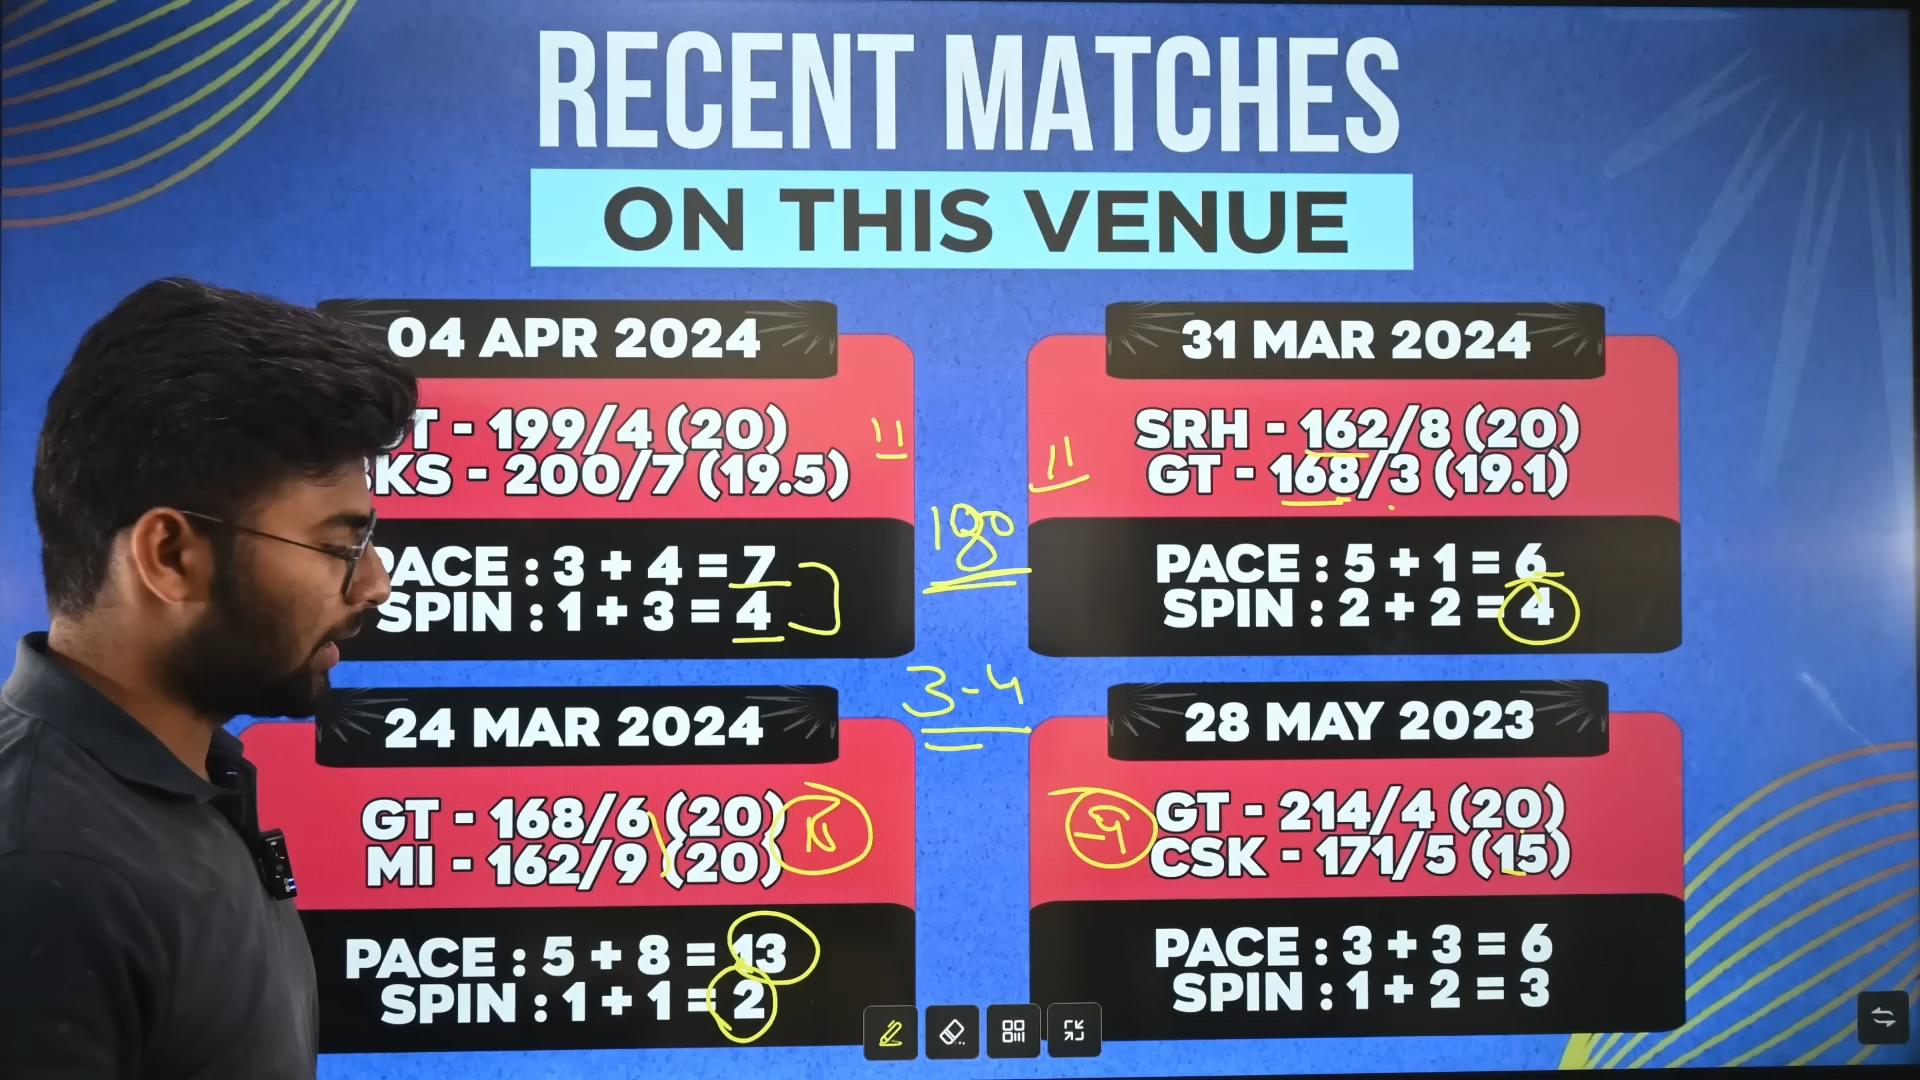 RECENT MATCHES
ON THIS VENUE
04 APR 2024
T - 199/4 (20)
KS - 200/7 (19.5)
11
PACE : 3 + 4 = 7
SPIN : 1 + 3 = 4
31 MAR 2024
SRH - 162/8 (20)
GT - 168/3 (19.1)
11
PACE : 5 + 1 = 6
SPIN : 2 + 2 = 4
180
3-4
24 MAR 2024
GT - 168/6 (20)
MI - 162/9 (20)
PACE : 5 + 8 = 13
SPIN : 1 + 1 = 2
28 MAY 2023
GT - 214/4 (20)
CSK - 171/5 (15)
PACE : 3 + 3 = 6
SPIN : 1 + 2 = 3